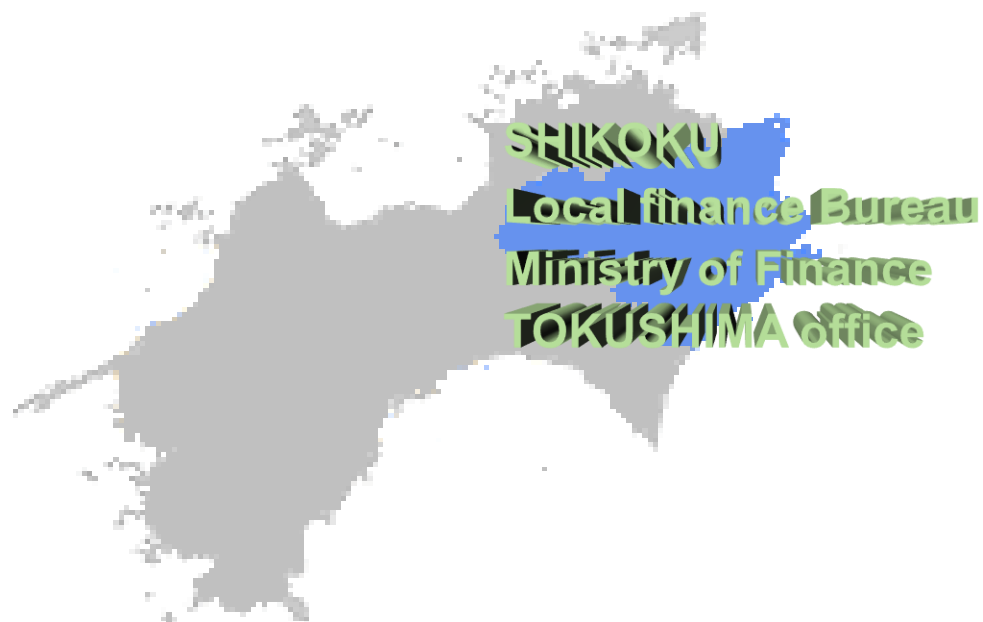 SHIKOKU
Local finance Bureau
Ministry of Finance
TOKUSHIMA office